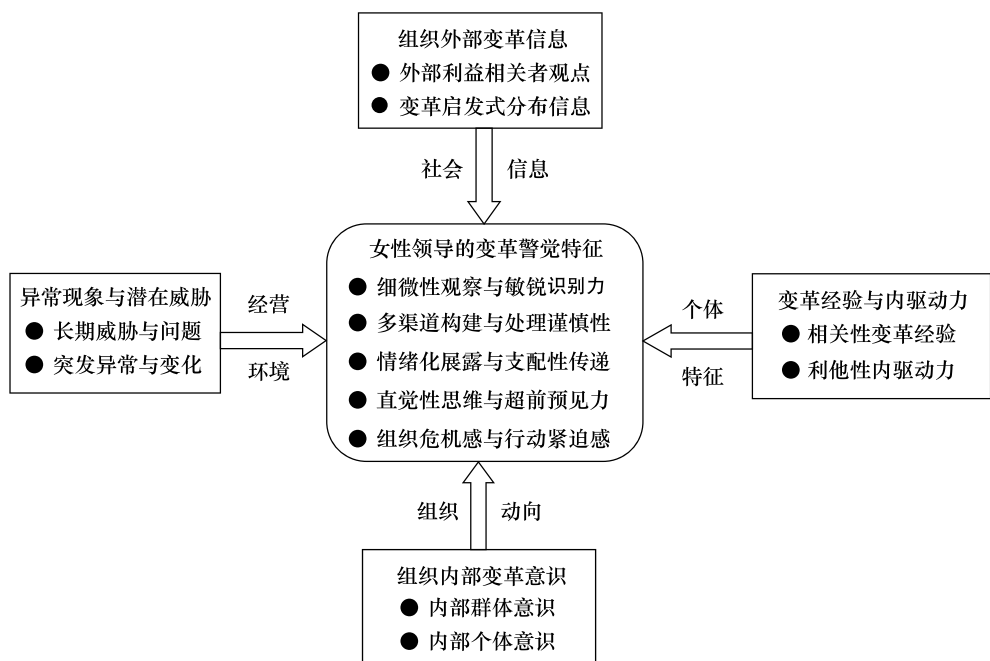 组织外部变革信息
● 外部利益相关者观点
● 变革启发式分布信息
社会 信息
女性领导的变革警觉特征
● 细微性观察与敏锐识别力
● 多渠道构建与处理谨慎性
● 情绪化展露与支配性传递
● 直觉性思维与超前预见力
● 组织危机感与行动紧迫感
异常现象与潜在威胁
● 长期威胁与问题
● 突发异常与变化
经营
环境
个体
特征
变革经验与内驱动力
● 相关性变革经验
● 利他性内驱动力
组织 动向
组织内部变革意识
● 内部群体意识
● 内部个体意识